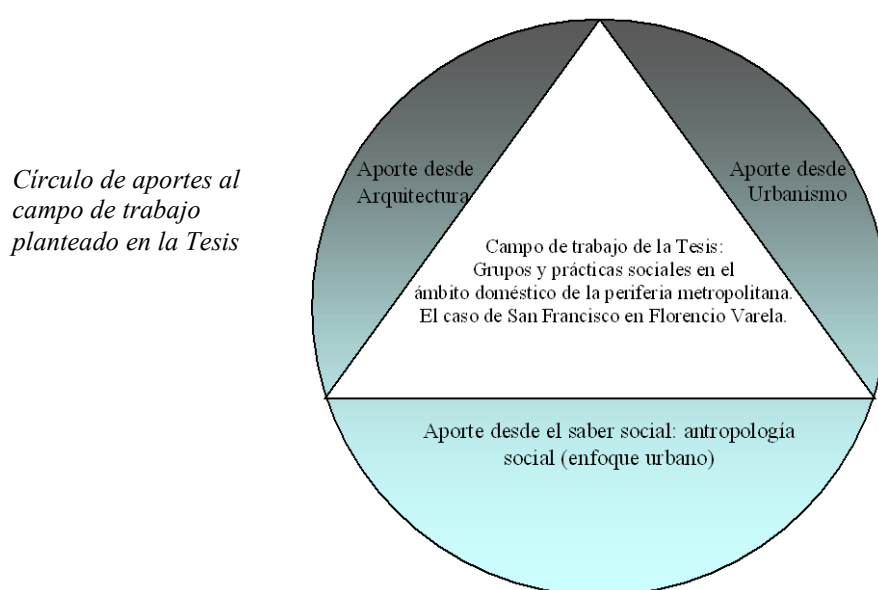 Círculo de aportes al
campo de trabajo
planteado en la Tesis
Aporte desde
Arquitectura
Aporte desde
Urbanismo
Campo de trabajo de la Tesis:
Grupos y prácticas sociales en el
ámbito doméstico de la periferia metropolitana.
El caso de San Francisco en Florencio Varela.
Aporte desde el saber social: antropología
social (enfoque urbano)